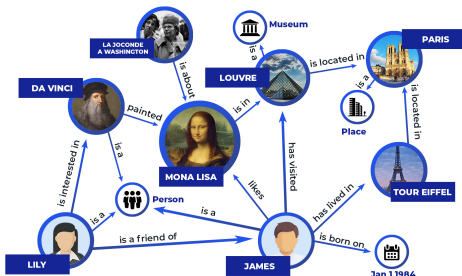 LA JOCONDE
A WASHINGTON
Museum
PARIS
is a
is about
is located in
LOUVRE
DA VINCI
is a
painted
is in
is located in
Place
is a
MONA LISA
is interested in
has visited
TOUR EIFFEL
Person
likes
has lived in
is a
is a
is a friend of
is born on
LILY
JAMES
Jan 1 1984